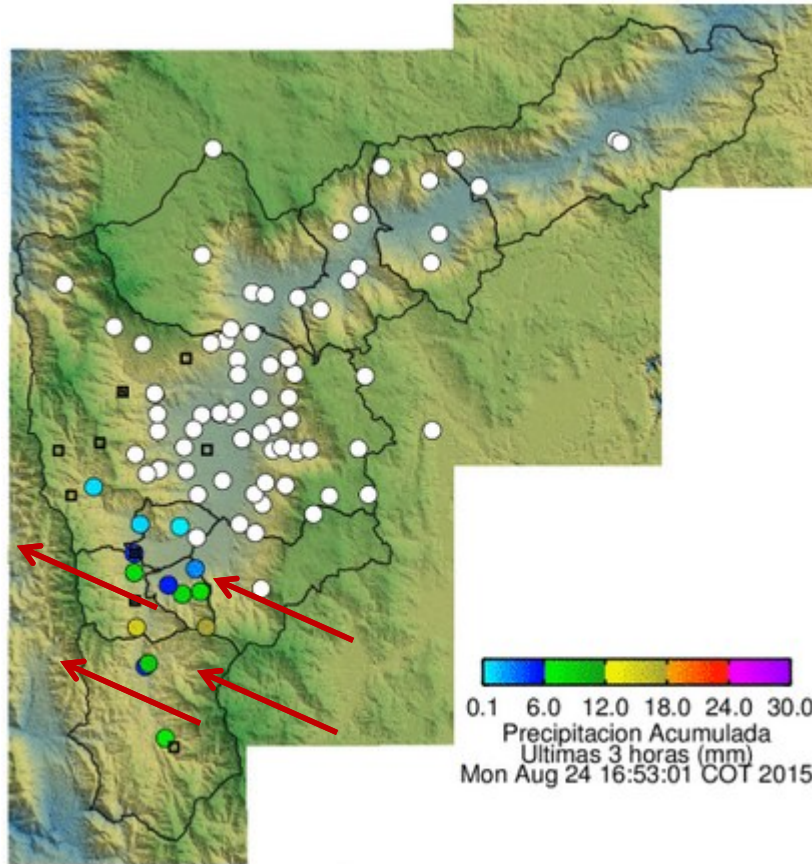 0.1 6.0 12.0 18.0 24.0 30.0
Precipitacion Acumulada
Ultimas 3 horas (mm)
Mon Aug 24 16:53:01 COT 2015